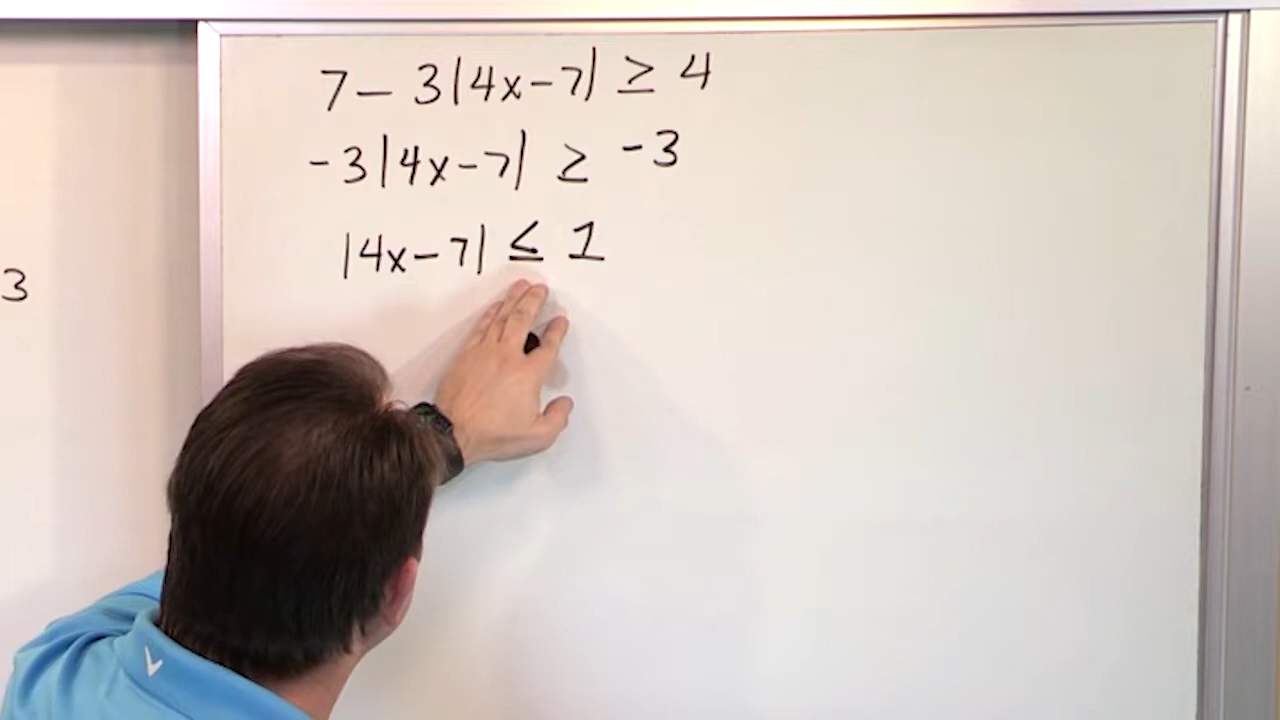 7 – 3|4x–7| ≥ 4
-3|4x–7| ≥ -3
|4x–7| ≤ 1
3